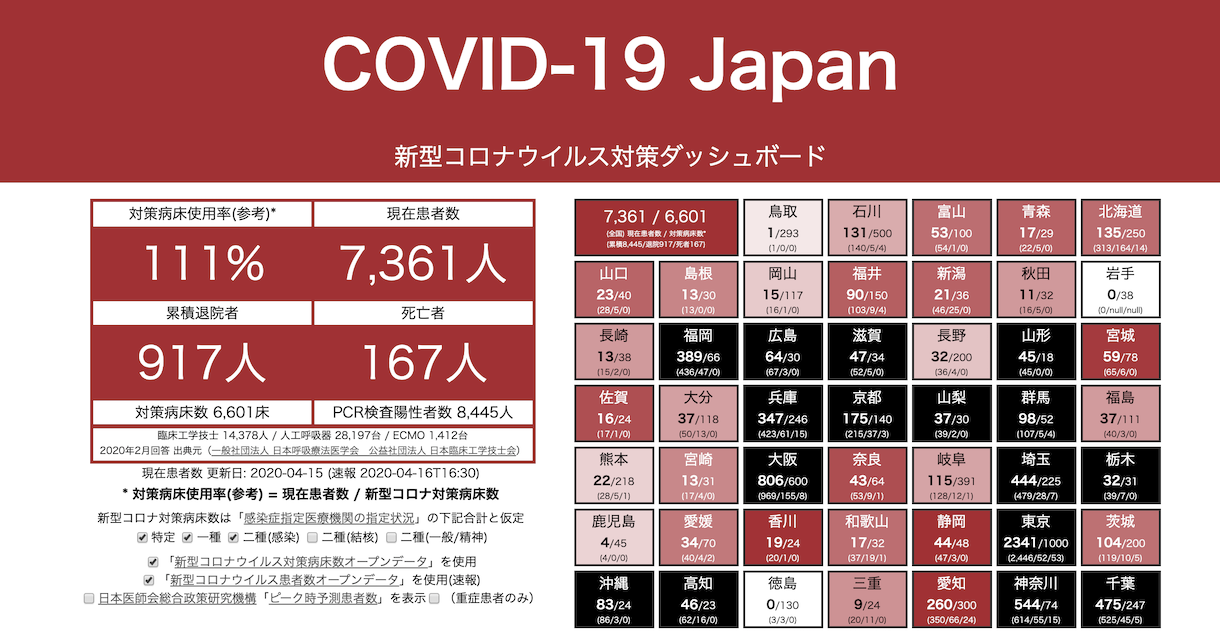 COVID-19 Japan
新型コロナウイルス対策ダッシュボード
対策病床使用率(参考)*
現在患者数
111%
7,361人
累積退院者
死亡者
917人
167人
対策病床数 6,601床
PCR検査陽性者数 8,445人
臨床工学技士 14,378人 / 人工呼吸器 28,197台 / ECMO 1,412台
2020年2月回答 出典元 (一般社団法人 日本呼吸療法医学会　公益社団法人 日本臨床工学技士会)
現在患者数 更新日: 2020-04-15 (速報 2020-04-16T16:30)
* 対策病床使用率(参考) = 現在患者数 / 新型コロナ対策病床数
新型コロナ対策病床数は「感染症指定医療機関の指定状況」の下記合計と仮定
特定 一種 二種(感染) 二種(結核) 二種(一般/精神)
「新型コロナウイルス対策病床数オープンデータ」を使用
「新型コロナウイルス患者数オープンデータ」を使用(速報)
日本医師会総合政策研究機構「ピーク時予測患者数」を表示 (重症患者のみ)
7,361 / 6,601
(全国) 現在患者数 / 対策病床数*
(累積8,445/退院917/死者167)
鳥取
1/293
(1/0/0)
石川
131/500
(140/5/4)
富山
53/100
(54/1/0)
青森
17/29
(22/5/0)
北海道
135/250
(313/164/14)
山口
23/40
(28/5/0)
島根
13/30
(13/0/0)
岡山
15/117
(16/1/0)
福井
90/150
(103/9/4)
新潟
21/36
(46/25/0)
秋田
11/32
(16/5/0)
岩手
0/38
(0/null/null)
長崎
13/38
(15/2/0)
福岡
389/66
(436/47/0)
広島
64/30
(67/3/0)
滋賀
47/34
(52/5/0)
長野
32/200
(36/4/0)
山形
45/18
(45/0/0)
宮城
59/78
(65/6/0)
佐賀
16/24
(17/1/0)
大分
37/118
(50/13/0)
兵庫
347/246
(423/61/15)
京都
175/140
(215/37/3)
山梨
37/30
(39/2/0)
群馬
98/52
(107/5/4)
福島
37/111
(40/3/0)
熊本
22/218
(28/5/1)
宮崎
13/31
(17/4/0)
大阪
806/600
(969/155/8)
奈良
43/64
(53/9/1)
岐阜
115/391
(128/12/1)
埼玉
444/225
(479/28/7)
栃木
32/31
(39/7/0)
鹿児島
4/45
(4/0/0)
愛媛
34/70
(40/4/2)
香川
19/24
(20/1/0)
和歌山
17/32
(37/19/1)
静岡
44/48
(47/3/0)
東京
2341/1000
(2,446/52/53)
茨城
104/200
(119/10/5)
沖縄
83/24
(86/3/0)
高知
46/23
(62/16/0)
徳島
0/130
(3/3/0)
三重
9/24
(20/11/0)
愛知
260/300
(350/66/24)
神奈川
544/74
(614/55/15)
千葉
475/247
(525/45/5)